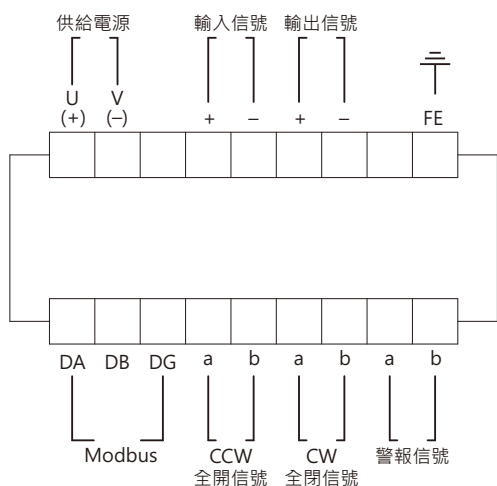 供給電源
輸入信號
輸出信號
U
V
(+)
(−)
+
−
+
−
FE
DA
DB
DG
a
b
a
b
a
b
Modbus
CCW
全開信號
CW
全閉信號
警報信號